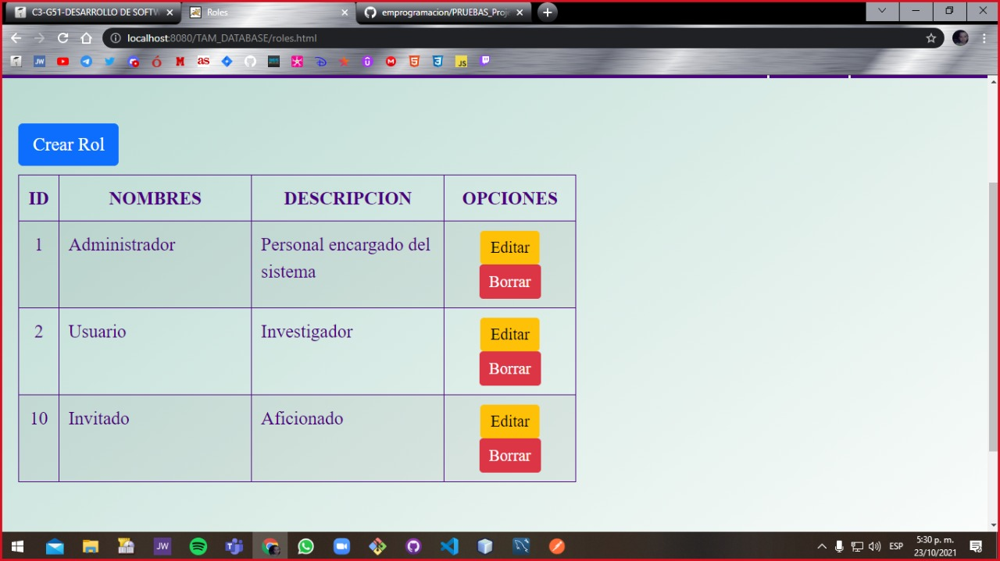 C3-G51-DESARROLLO DE SOFTW
Roles
emprogramacion/PRUEBAS_Proje
localhost:8080/TAM_DATABASE/roles.html
JW
as
JS
Crear Rol
ID NOMBRES DESCRIPCION OPCIONES
1 Administrador Personal encargado del
sistema
Editar
Borrar
2 Usuario Investigador Editar
Borrar
10 Invitado Aficionado Editar
Borrar
JW
ESP
5:30 p. m.
23/10/2021